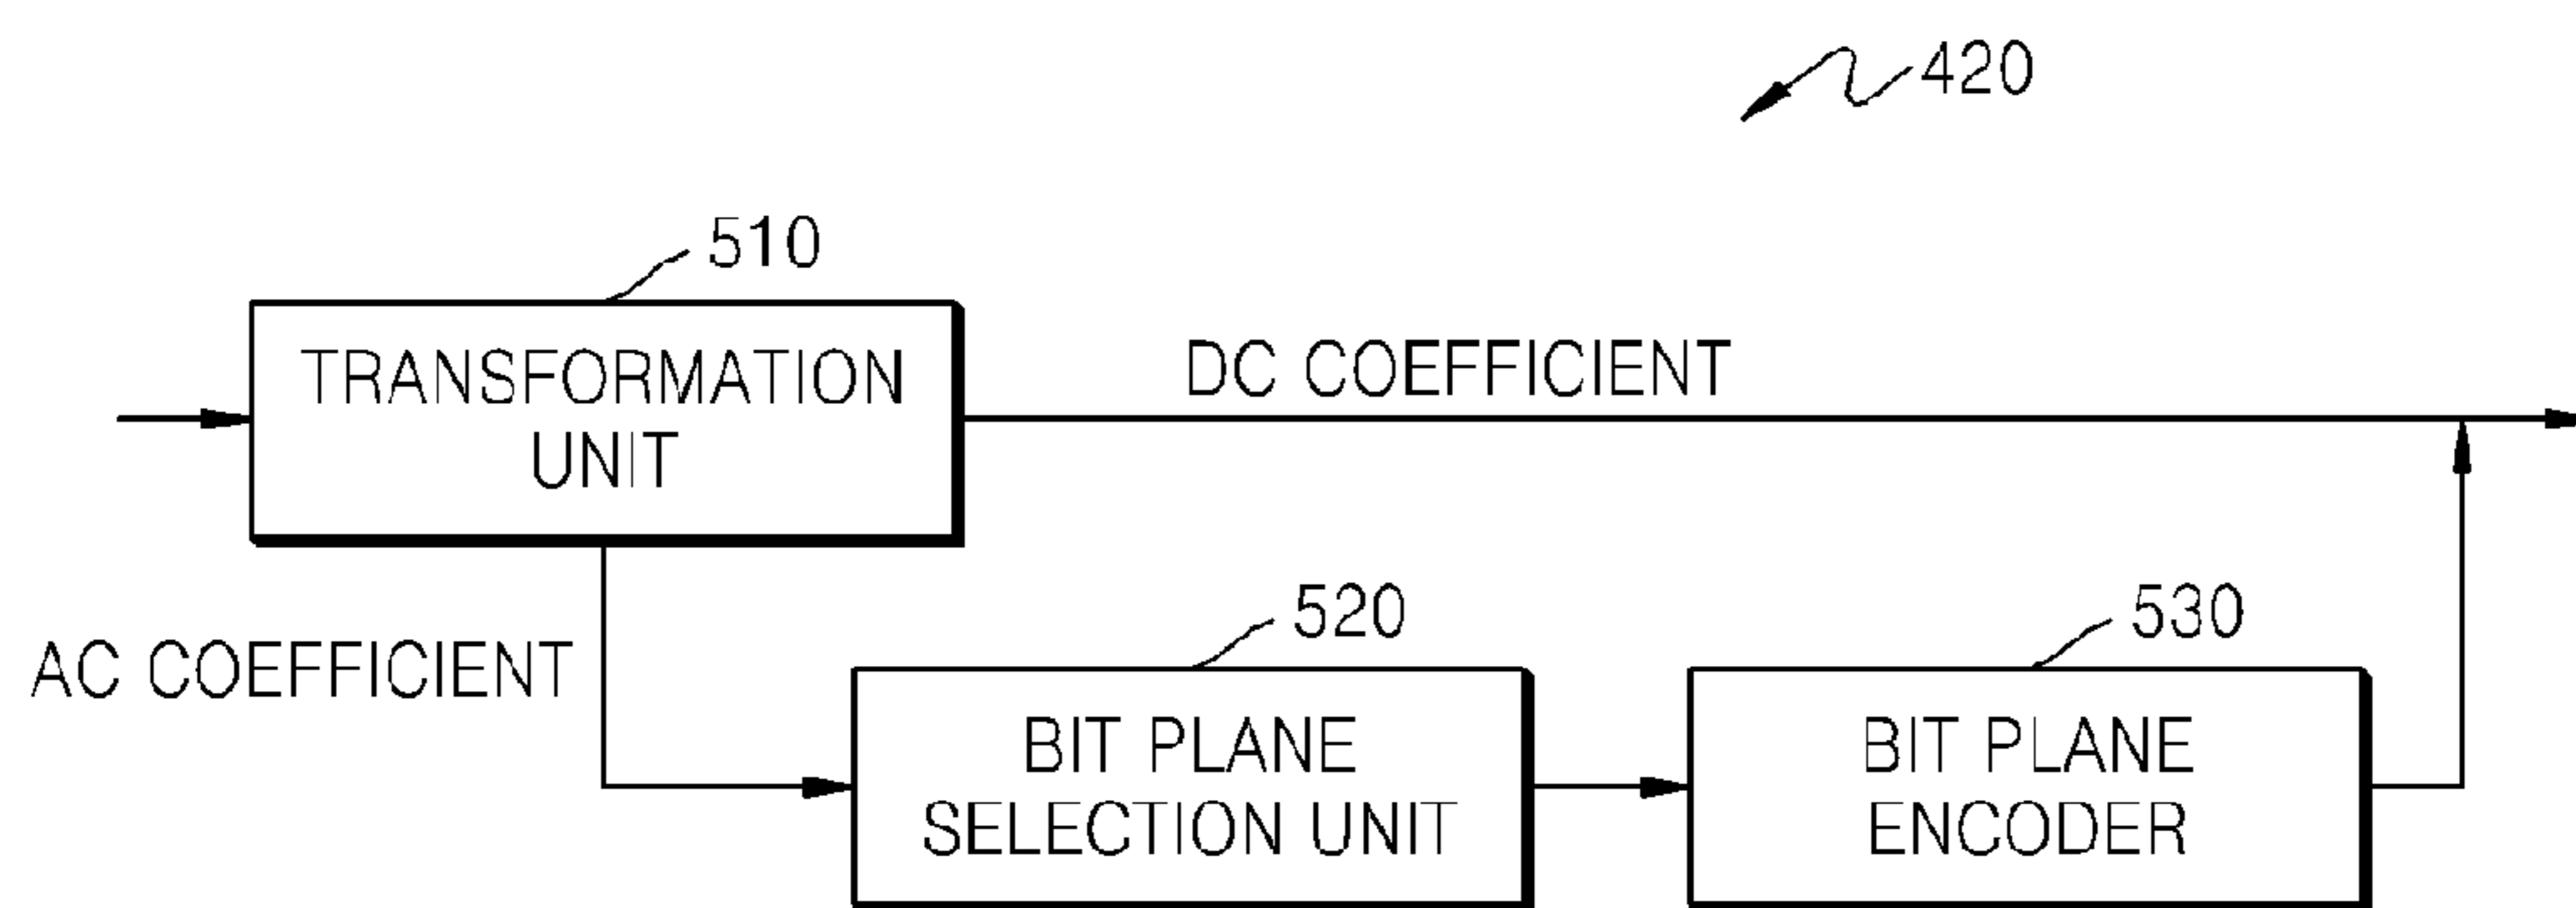 420
510
TRANSFORMATION
UNIT
DC COEFFICIENT
AC COEFFICIENT
520
BIT PLANE
SELECTION UNIT
530
BIT PLANE
ENCODER